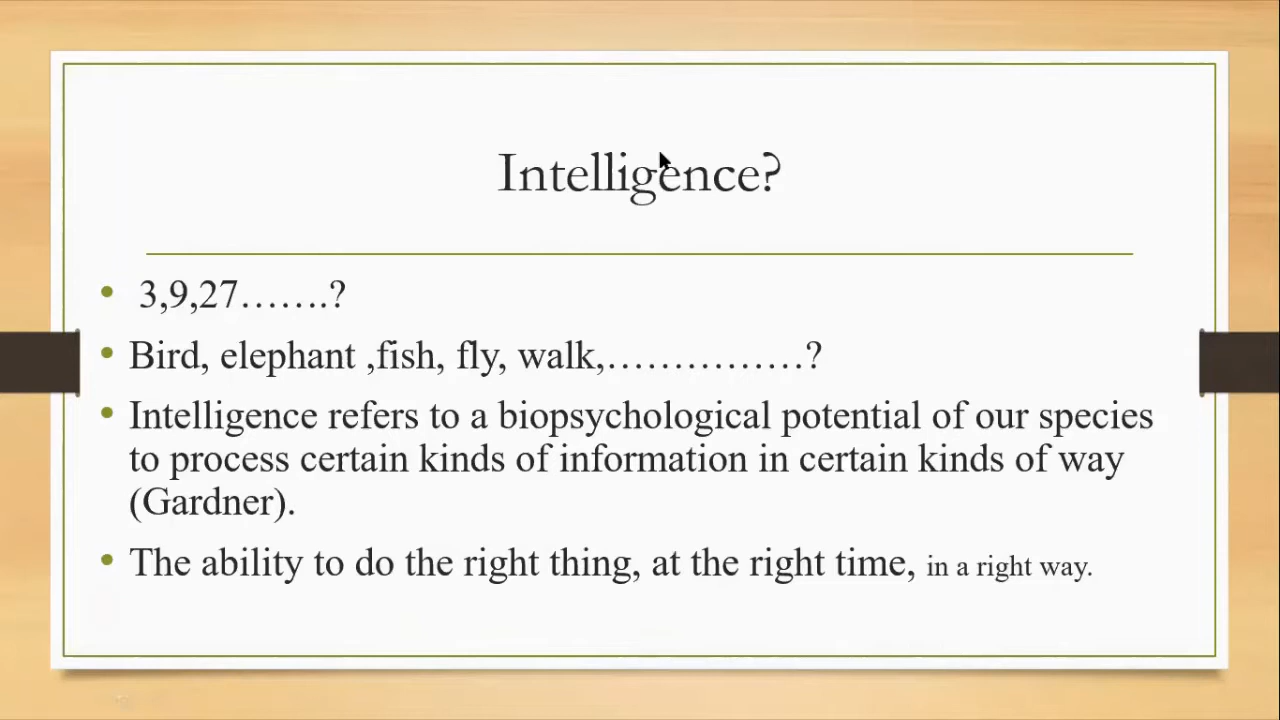 Intelligence?
• 3,9,27…….?
• Bird, elephant ,fish, fly, walk,……………?
• Intelligence refers to a biopsychological potential of our species
to process certain kinds of information in certain kinds of way
(Gardner).
• The ability to do the right thing, at the right time, in a right way.